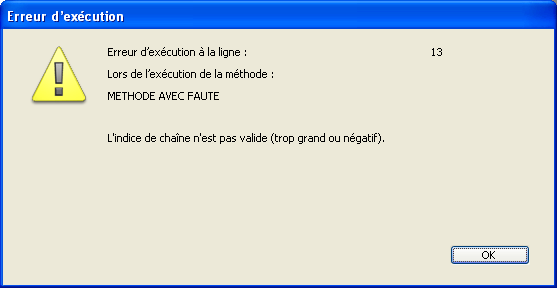 Erreur d'exécution
Erreur d’exécution à la ligne : 13
Lors de l’exécution de la méthode :
METHODE AVEC FAUTE
L'indice de chaîne n'est pas valide (trop grand ou négatif).
OK